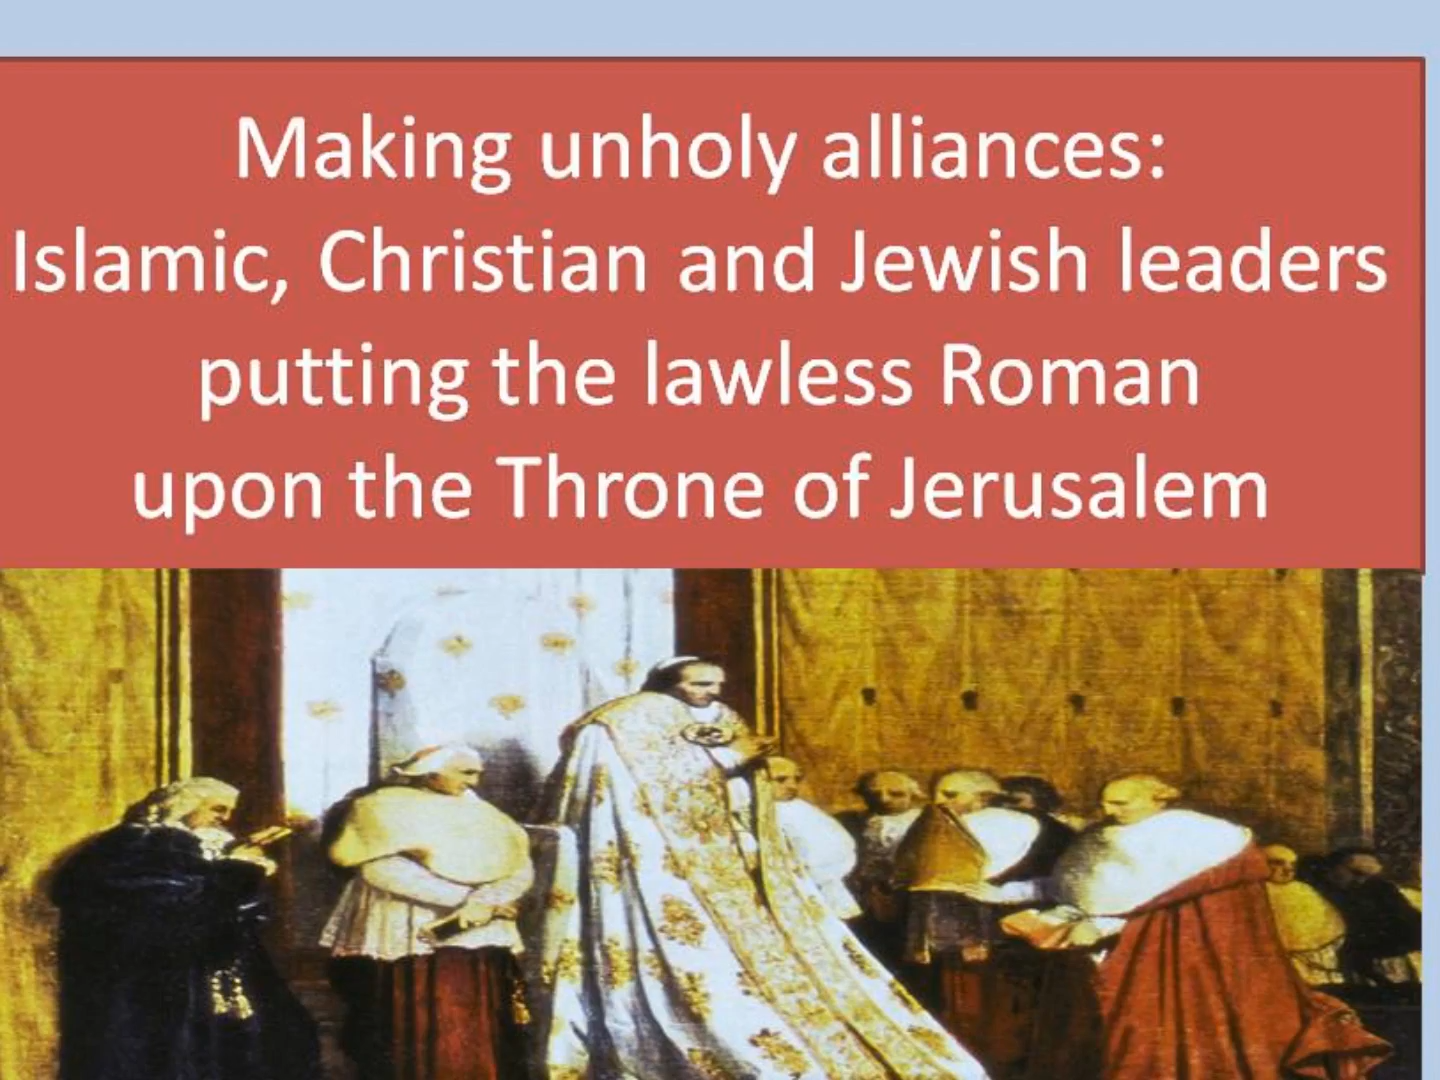 Making unholy alliances:
Islamic, Christian and Jewish leaders
putting the lawless Roman
upon the Throne of Jerusalem